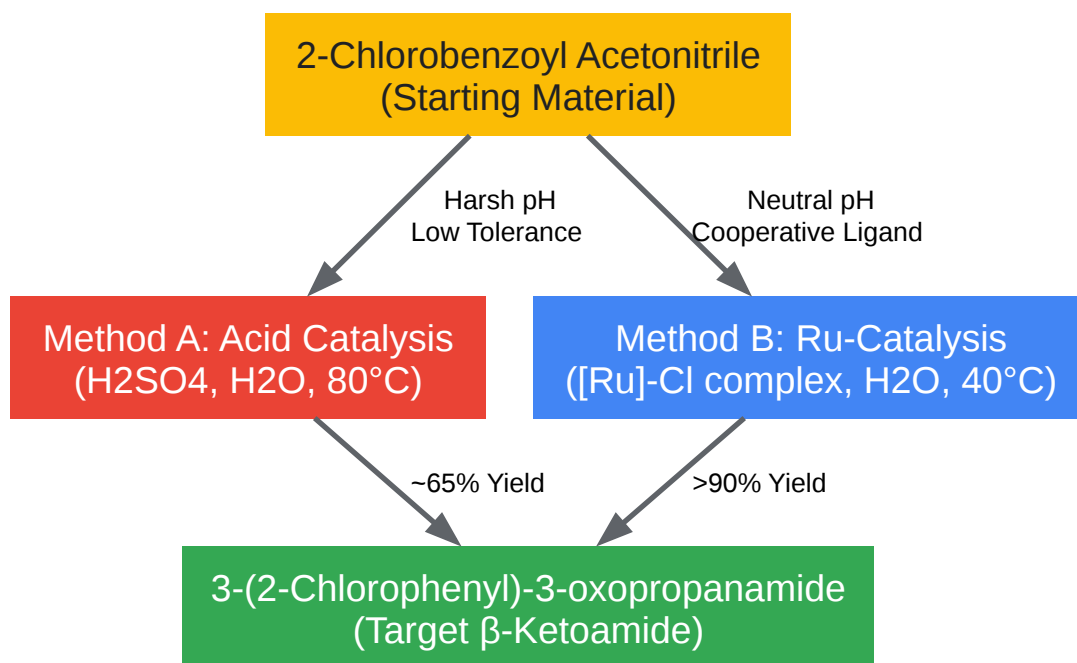 2-Chlorobenzoyl Acetonitrile
(Starting Material)
Harsh pH
Low Tolerance
Neutral pH
Cooperative Ligand
Method A: Acid Catalysis
(H2SO4, H2O, 80°C)
Method B: Ru-Catalysis
([Ru]-Cl complex, H2O, 40°C)
~65% Yield
>90% Yield
3-(2-Chlorophenyl)-3-oxopropanamide
(Target β-Ketoamide)